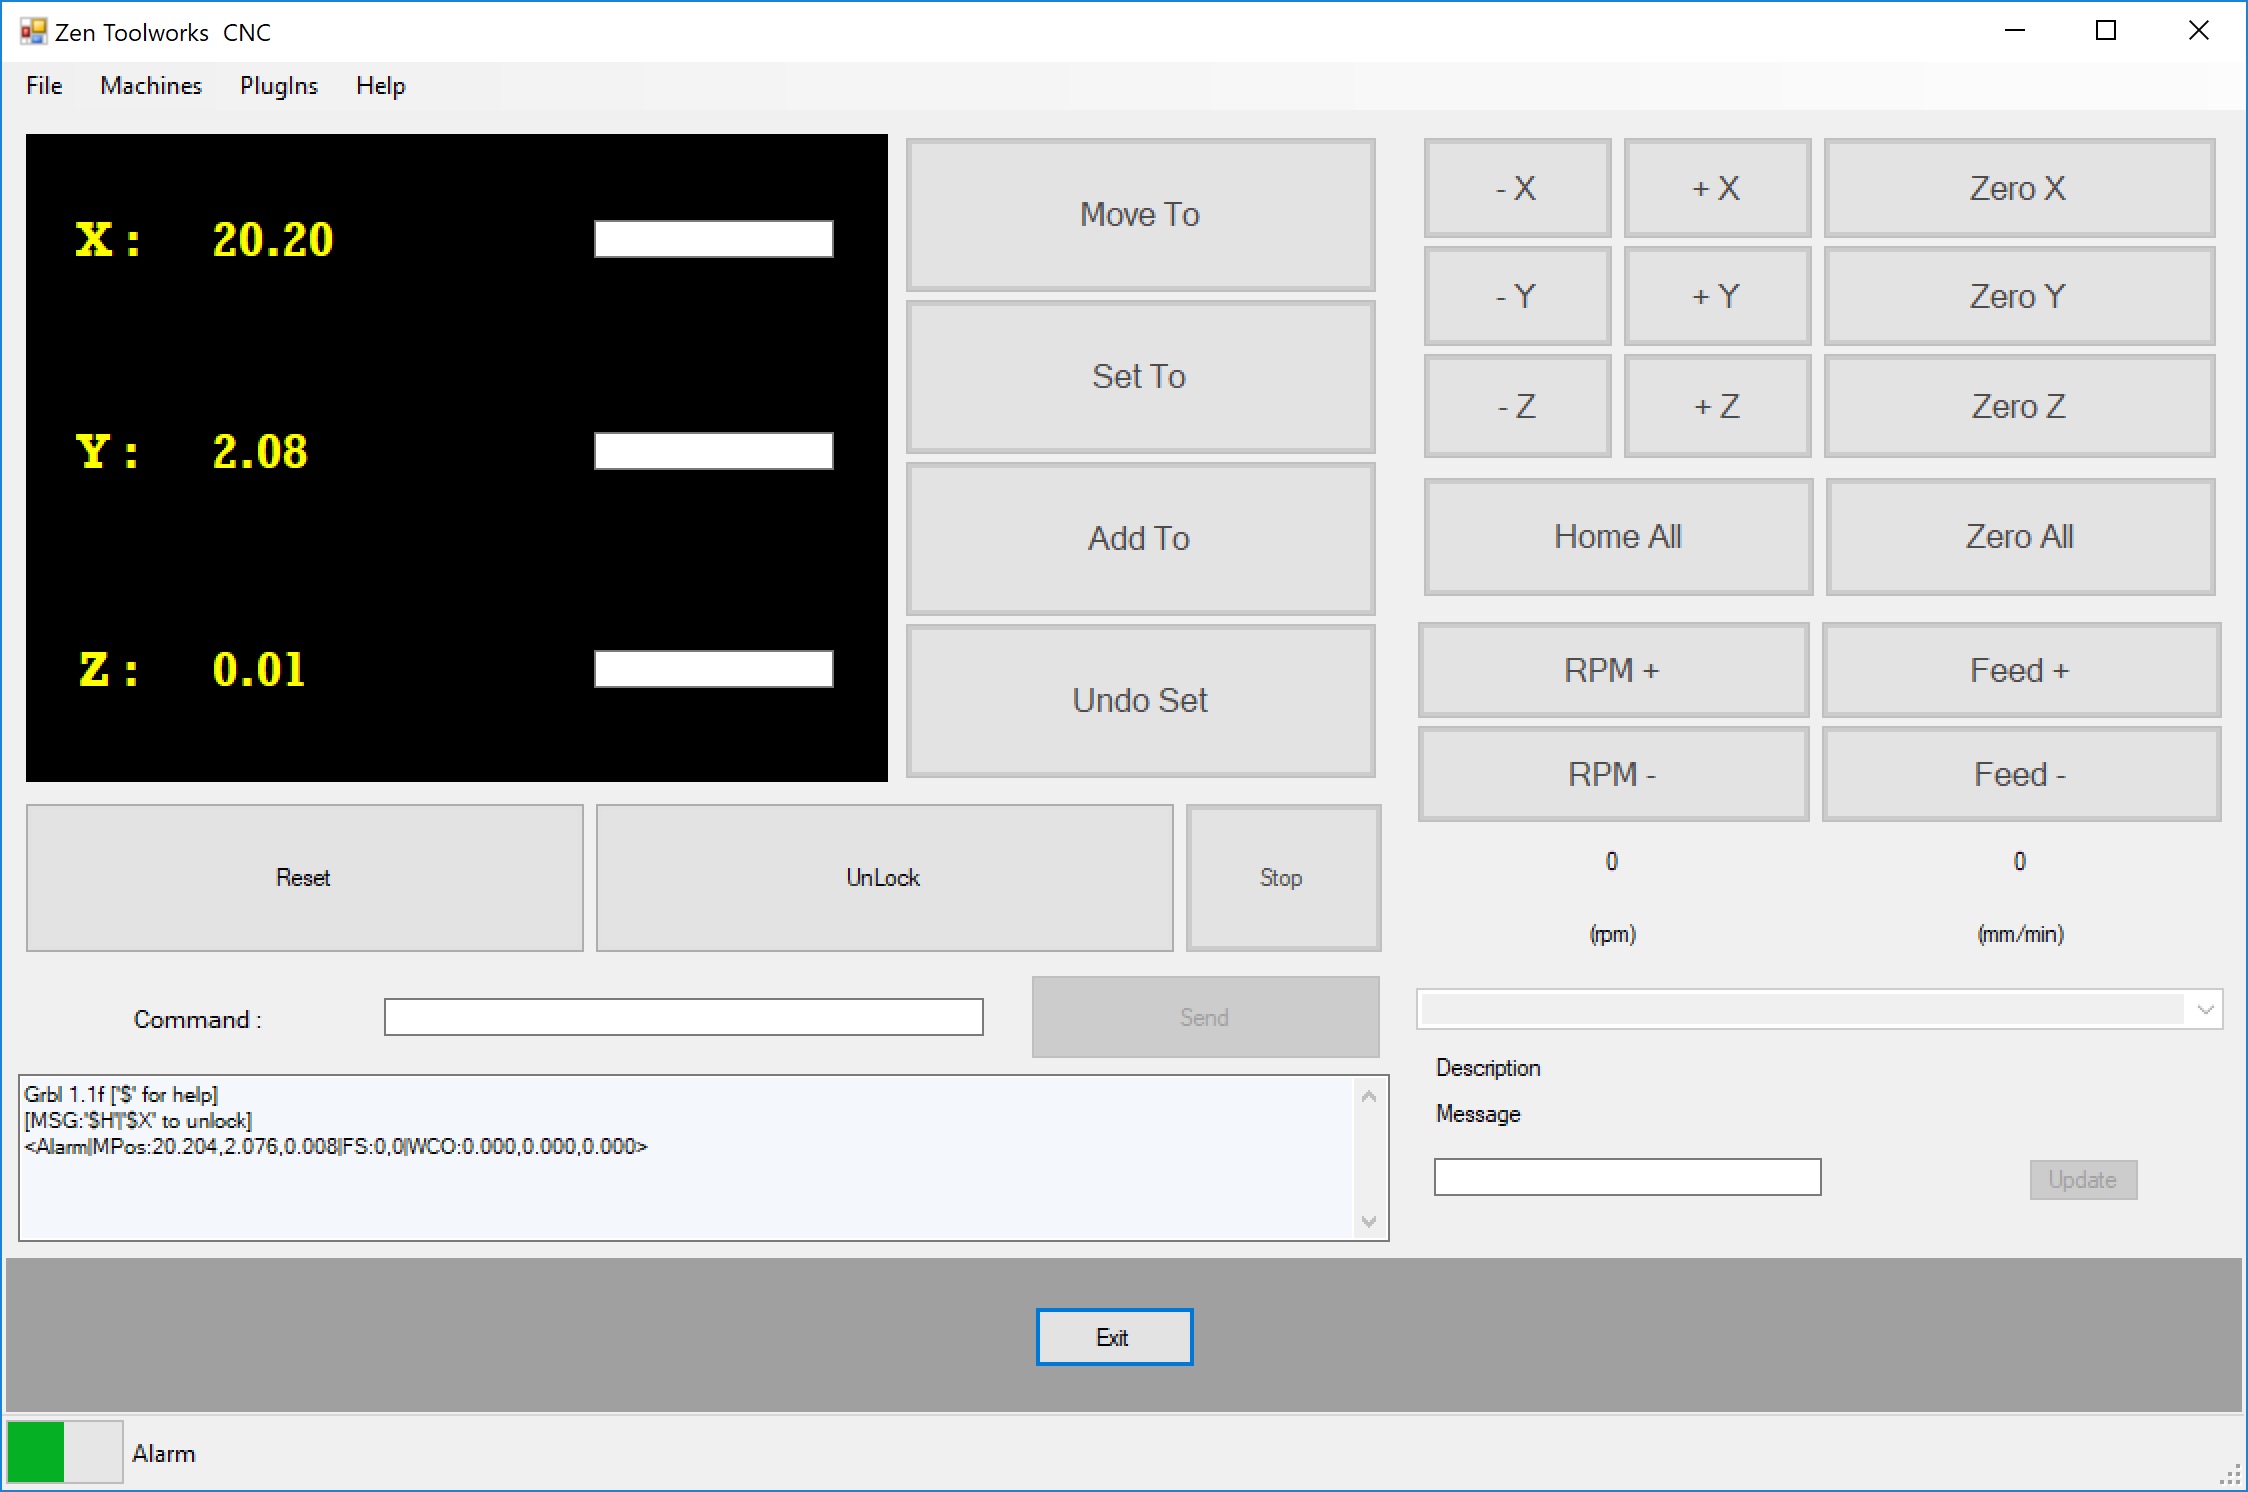 Zen Toolworks  CNC
File Machines PlugIns Help
X : 20.20
Y : 2.08
Z : 0.01
Move To
Set To
Add To
Undo Set
- X + X Zero X
- Y + Y Zero Y
- Z + Z Zero Z
Home All Zero All
RPM + Feed +
RPM - Feed -
0 0
(rpm) (mm/min)
Reset UnLock Stop
Command : Send
Grbl 1.1f ['$' for help]
[MSG:'$H'|'$X' to unlock]
<Alarm|MPos:20.204,2.076,0.008|FS:0,0|WCO:0.000,0.000,0.000>
Description
Message
Update
Exit
Alarm